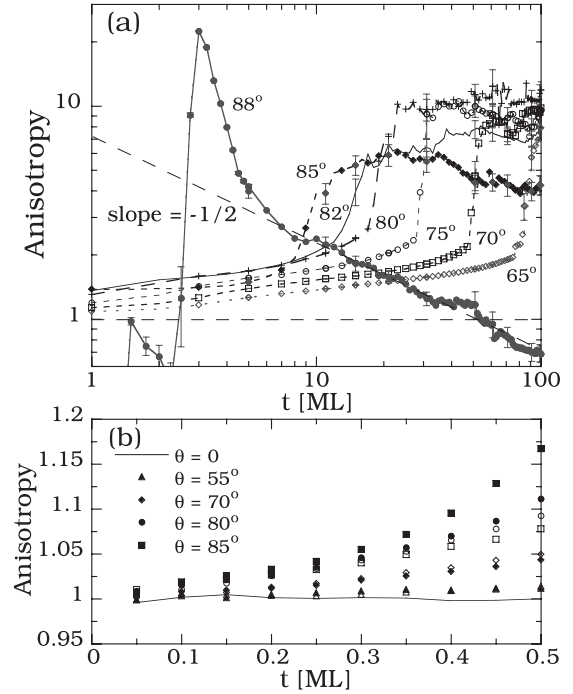 (a)
88°
10
85°
82°
80°
75°
70°
65°
slope = -1/2
1
Anisotropy
1
10
100
t [ML]
(b)
1.2
1.15
1.1
1.05
1
0.95
Anisotropy
θ = 0
θ = 55°
θ = 70°
θ = 80°
θ = 85°
0
0.1
0.2
0.3
0.4
0.5
t [ML]